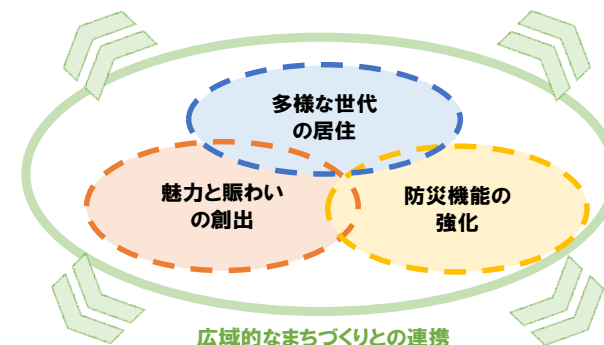 多様な世代
の居住
魅力と賑わい
の創出
防災機能の
強化
広域的なまちづくりとの連携